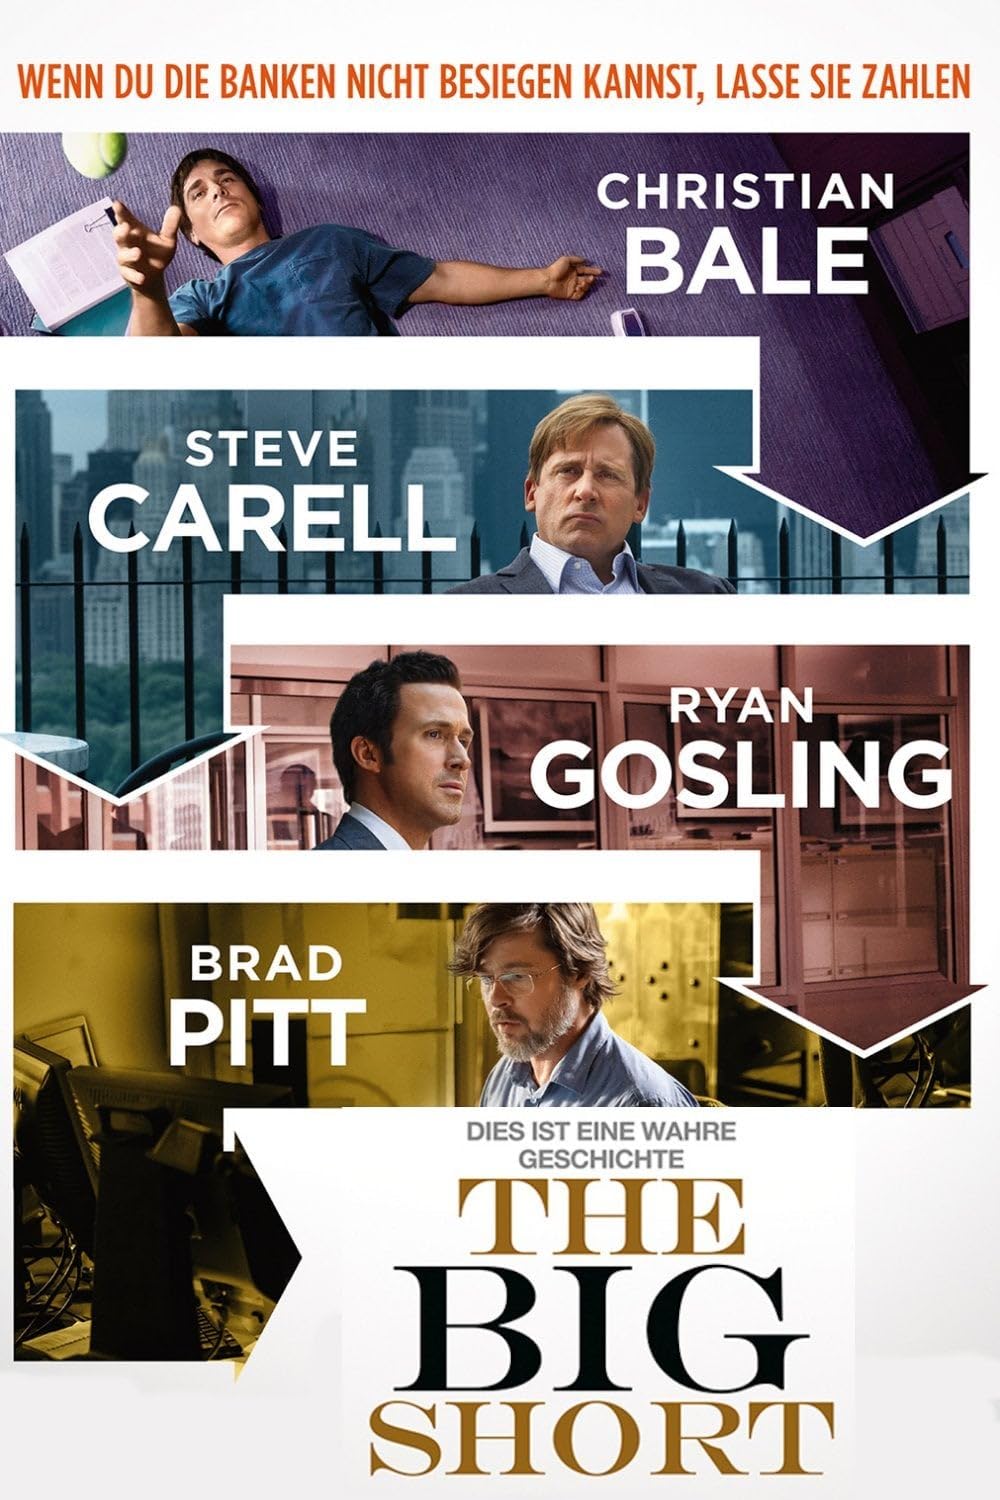 WENN DU DIE BANKEN NICHT BESIEGEN KANNST, LASSE SIE ZAHLEN
CHRISTIAN
BALE
STEVE
CARELL
RYAN
GOSLING
BRAD
PITT
DIES IST EINE WAHRE
GESCHICHTE
THE
BIG
SHORT